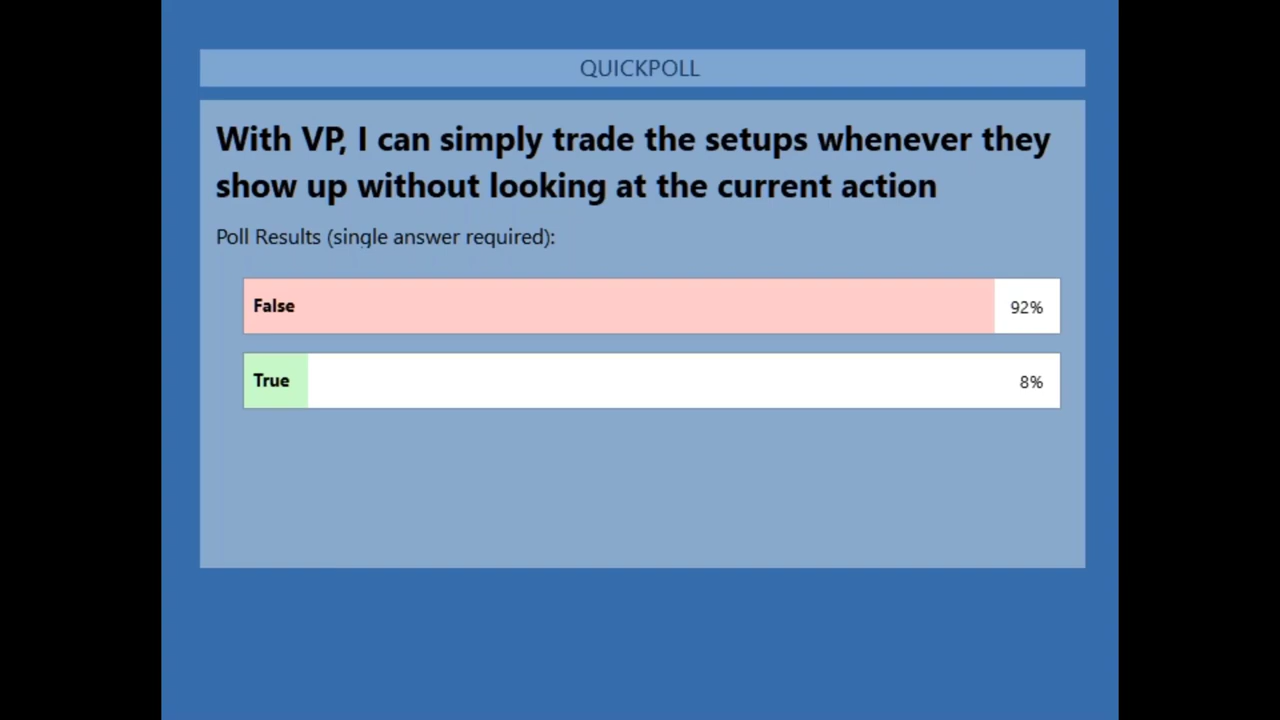 QUICKPOLL
With VP, I can simply trade the setups whenever they
show up without looking at the current action
Poll Results (single answer required):
False 92%
True 8%